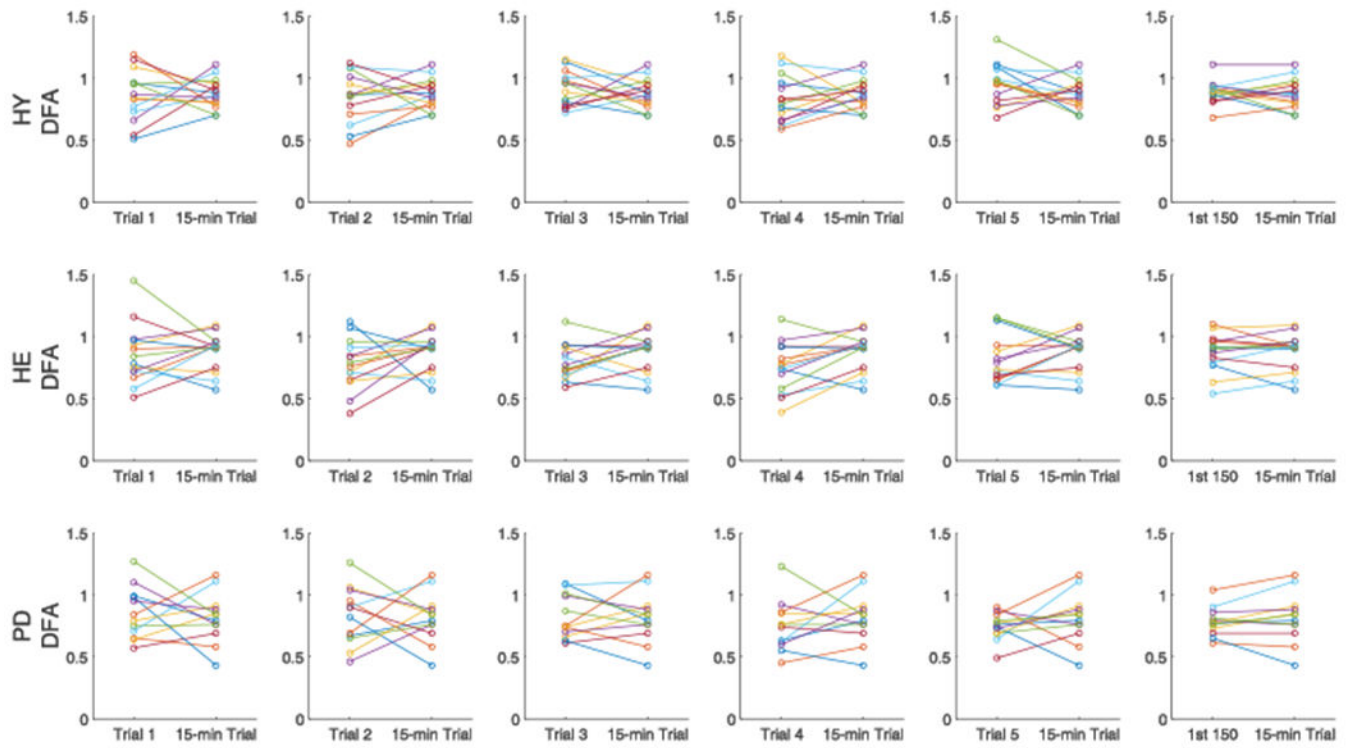 HY
DFA
1.5 1.5 1.5 1.5 1.5 1.5
1 1 1 1 1 1
0.5 0.5 0.5 0.5 0.5 0.5
0 0 0 0 0 0
Trial 1 15-min Trial Trial 2 15-min Trial Trial 3 15-min Trial Trial 4 15-min Trial Trial 5 15-min Trial 1st 150 15-min Trial
HE
DFA
1.5 1.5 1.5 1.5 1.5 1.5
1 1 1 1 1 1
0.5 0.5 0.5 0.5 0.5 0.5
0 0 0 0 0 0
Trial 1 15-min Trial Trial 2 15-min Trial Trial 3 15-min Trial Trial 4 15-min Trial Trial 5 15-min Trial 1st 150 15-min Trial
PD
DFA
1.5 1.5 1.5 1.5 1.5 1.5
1 1 1 1 1 1
0.5 0.5 0.5 0.5 0.5 0.5
0 0 0 0 0 0
Trial 1 15-min Trial Trial 2 15-min Trial Trial 3 15-min Trial Trial 4 15-min Trial Trial 5 15-min Trial 1st 150 15-min Trial